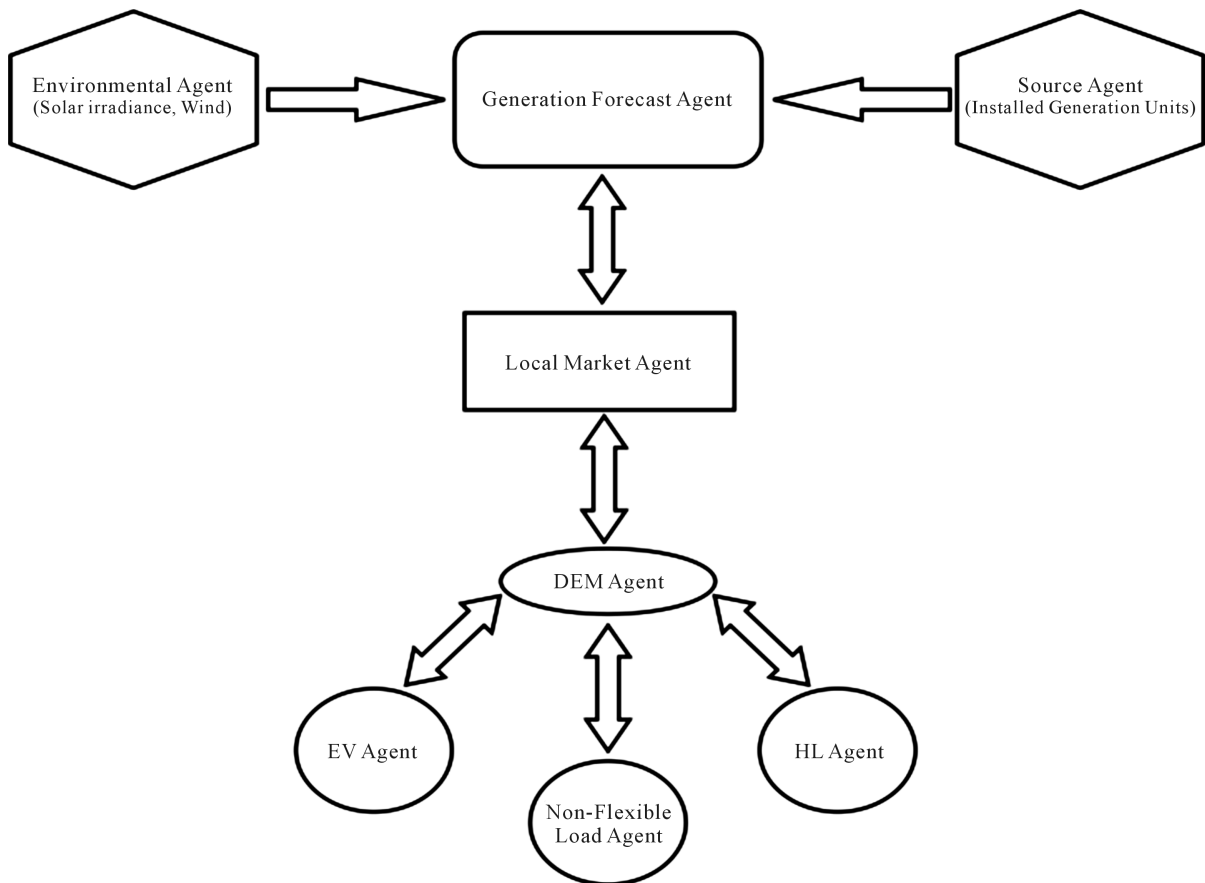 Environmental Agent
(Solar irradiance, Wind)
Generation Forecast Agent
Source Agent
(Installed Generation Units)
Local Market Agent
DEM Agent
EV Agent
HL Agent
Non-Flexible
Load Agent